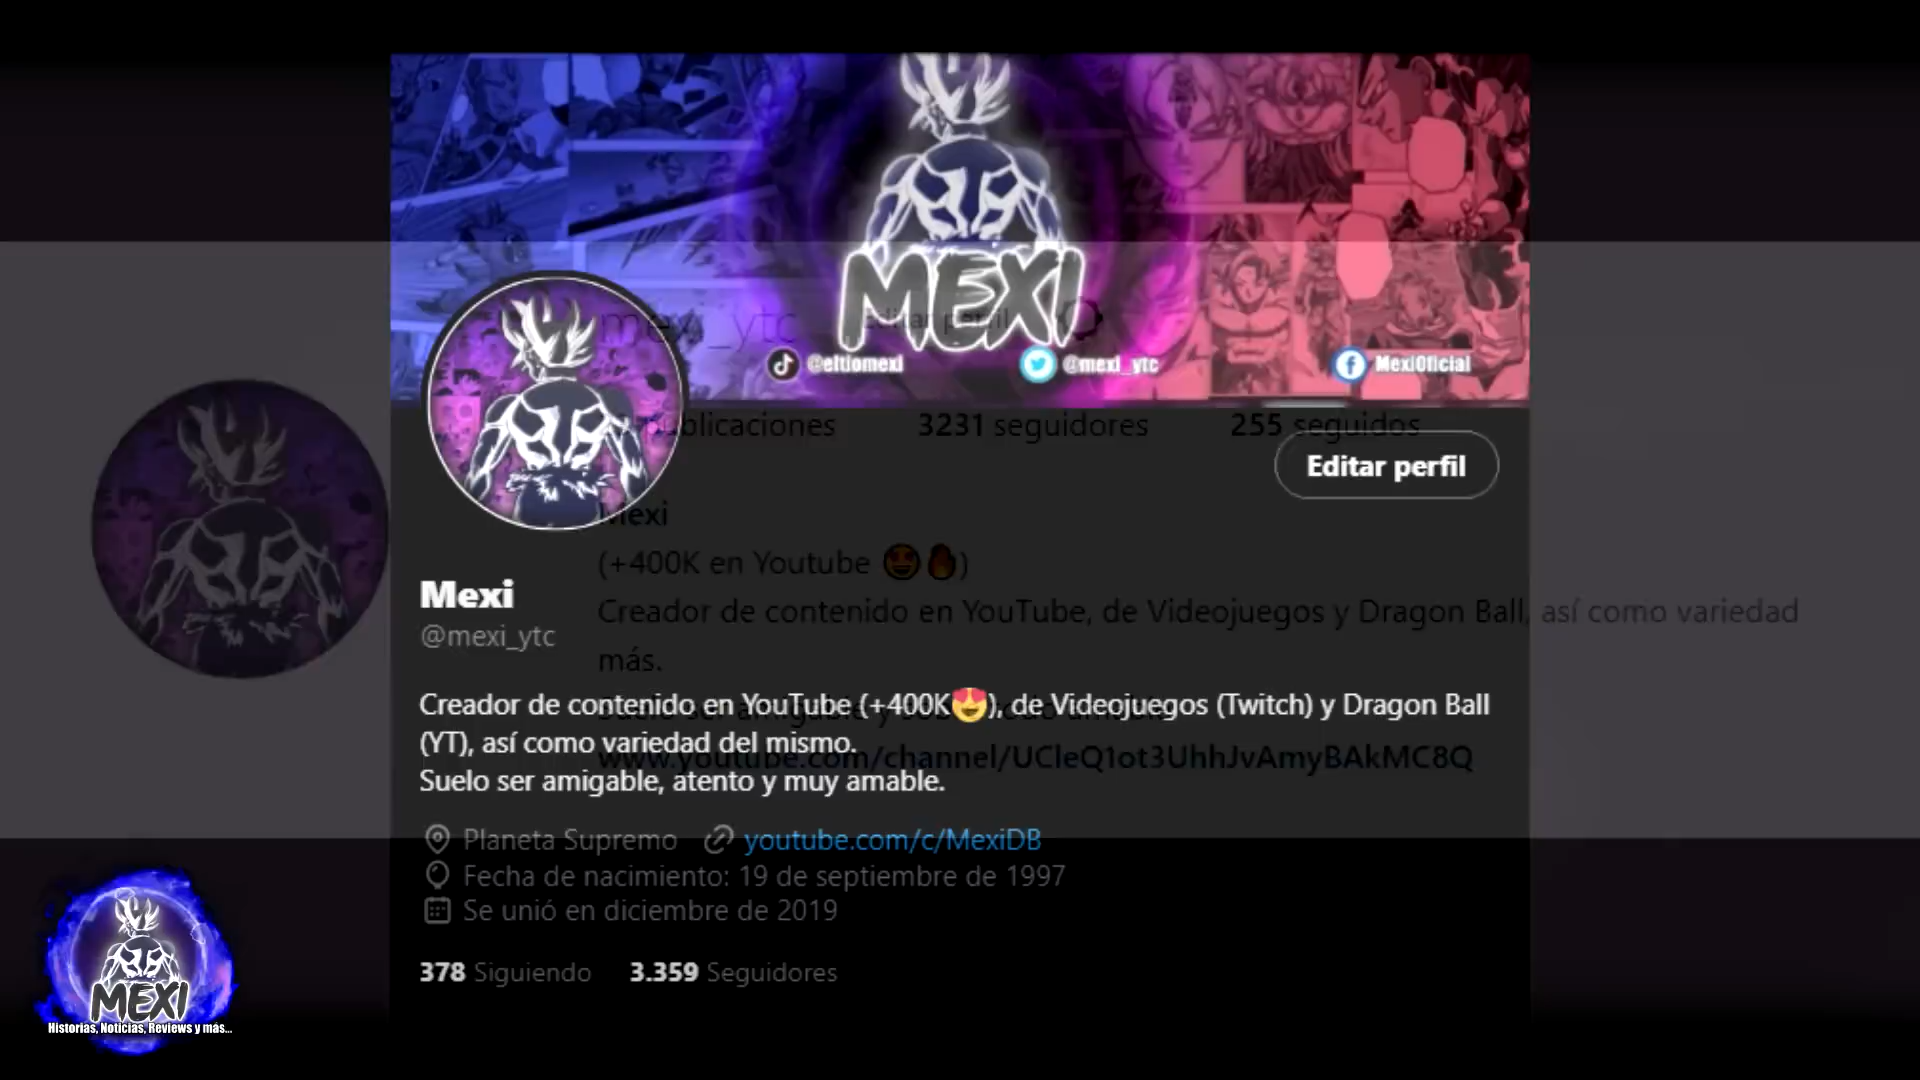 MEXI
@eltiomexi
@mexi_ytc
MexiOficial
mexi_ytc
Editar perfil
publicaciones
3231 seguidores
255 seguidos
Editar perfil
Mexi
(+400K en Youtube 🤩🔥)
Creador de contenido en YouTube, de Videojuegos y Dragon Ball, así como variedad
más.
www.youtube.com/channel/UCleQ1ot3UhhJvAmyBAkMC8Q
Mexi
@mexi_ytc
Creador de contenido en YouTube (+400K😍), de Videojuegos (Twitch) y Dragon Ball
(YT), así como variedad del mismo.
Suelo ser amigable, atento y muy amable.
Planeta Supremo youtube.com/c/MexiDB
Fecha de nacimiento: 19 de septiembre de 1997
Se unió en diciembre de 2019
378 Siguiendo 3.359 Seguidores
MEXI
Historias, Noticias, Reviews y más...